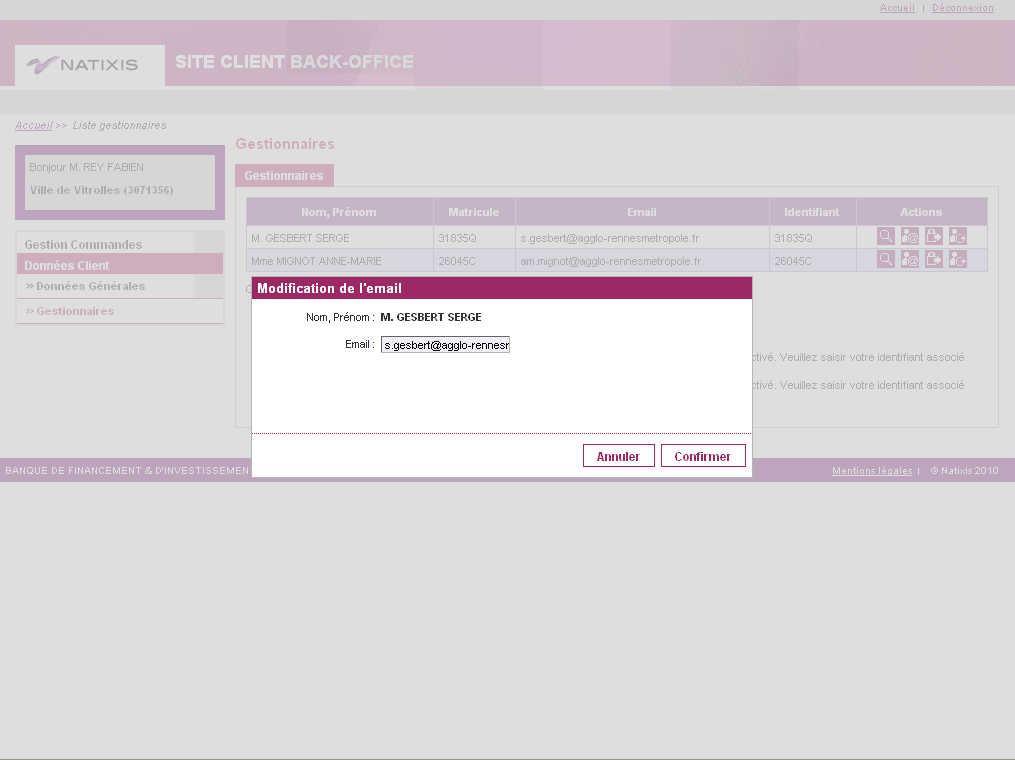 Accueil | Déconnexion
NATIXIS
SITE CLIENT BACK-OFFICE
Accueil >> Liste gestionnaires
Bonjour M. REY FABIEN
Ville de Vitrolles (3071356)
Gestion Commandes
Données Client
» Données Générales
» Gestionnaires
Gestionnaires
Gestionnaires
Nom, Prénom Matricule Email Identifiant Actions
M. GESBERT SERGE 31835Q s.gesbert@agglo-rennesmetropole.fr 31835Q
Mme MIGNOT ANNE-MARIE 26045C am.mignot@agglo-rennesmetropole.fr 26045C
Modification de l'email
Nom, Prénom : M. GESBERT SERGE
Email : s.gesbert@agglo-rennesr
ctivé. Veuillez saisir votre identifiant associé
ctivé. Veuillez saisir votre identifiant associé
Annuler Confirmer
BANQUE DE FINANCEMENT & D'INVESTISSEMENT
Mentions légales | © Natixis 2010